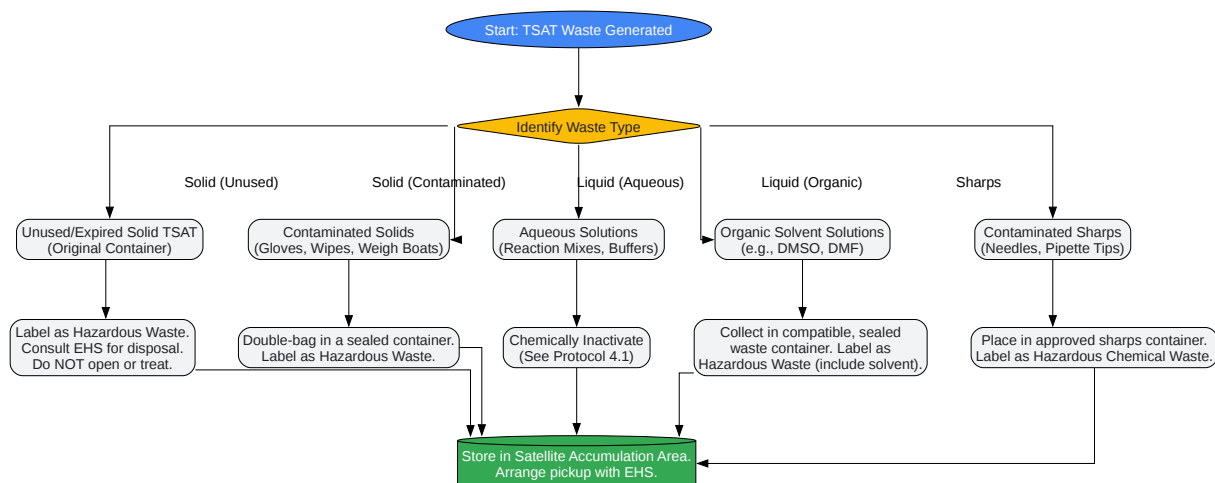 Start: TSAT Waste Generated
Identify Waste Type
Solid (Unused)
Solid (Contaminated)
Liquid (Aqueous)
Liquid (Organic)
Sharps
Unused/Expired Solid TSAT
(Original Container)
Contaminated Solids
(Gloves, Wipes, Weigh Boats)
Aqueous Solutions
(Reaction Mixes, Buffers)
Organic Solvent Solutions
(e.g., DMSO, DMF)
Contaminated Sharps
(Needles, Pipette Tips)
Label as Hazardous Waste.
Consult EHS for disposal.
Do NOT open or treat.
Double-bag in a sealed container.
Label as Hazardous Waste.
Chemically Inactivate
(See Protocol 4.1)
Collect in compatible, sealed
waste container. Label as
Hazardous Waste (include solvent).
Place in approved sharps container.
Label as Hazardous Chemical Waste.
Store in Satellite Accumulation Area.
Arrange pickup with EHS.